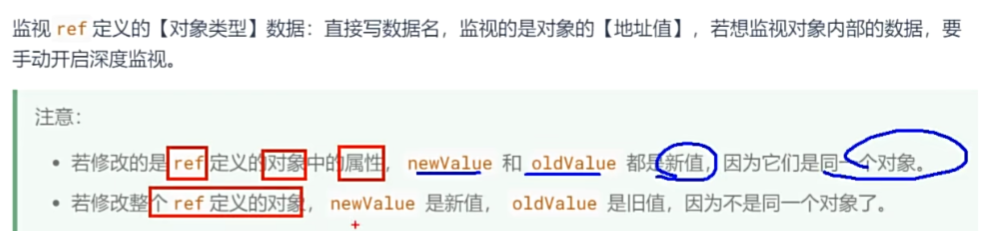 监视 ref 定义的【对象类型】数据：直接写数据名，监视的是对象的【地址值】，若想监视对象内部的数据，要
手动开启深度监视。
注意：
• 若修改的是 ref 定义的对象中的属性， newValue 和 oldValue 都是新值，因为它们是同一个对象。
• 若修改整个 ref 定义的对象， newValue 是新值， oldValue 是旧值，因为不是同一个对象了。